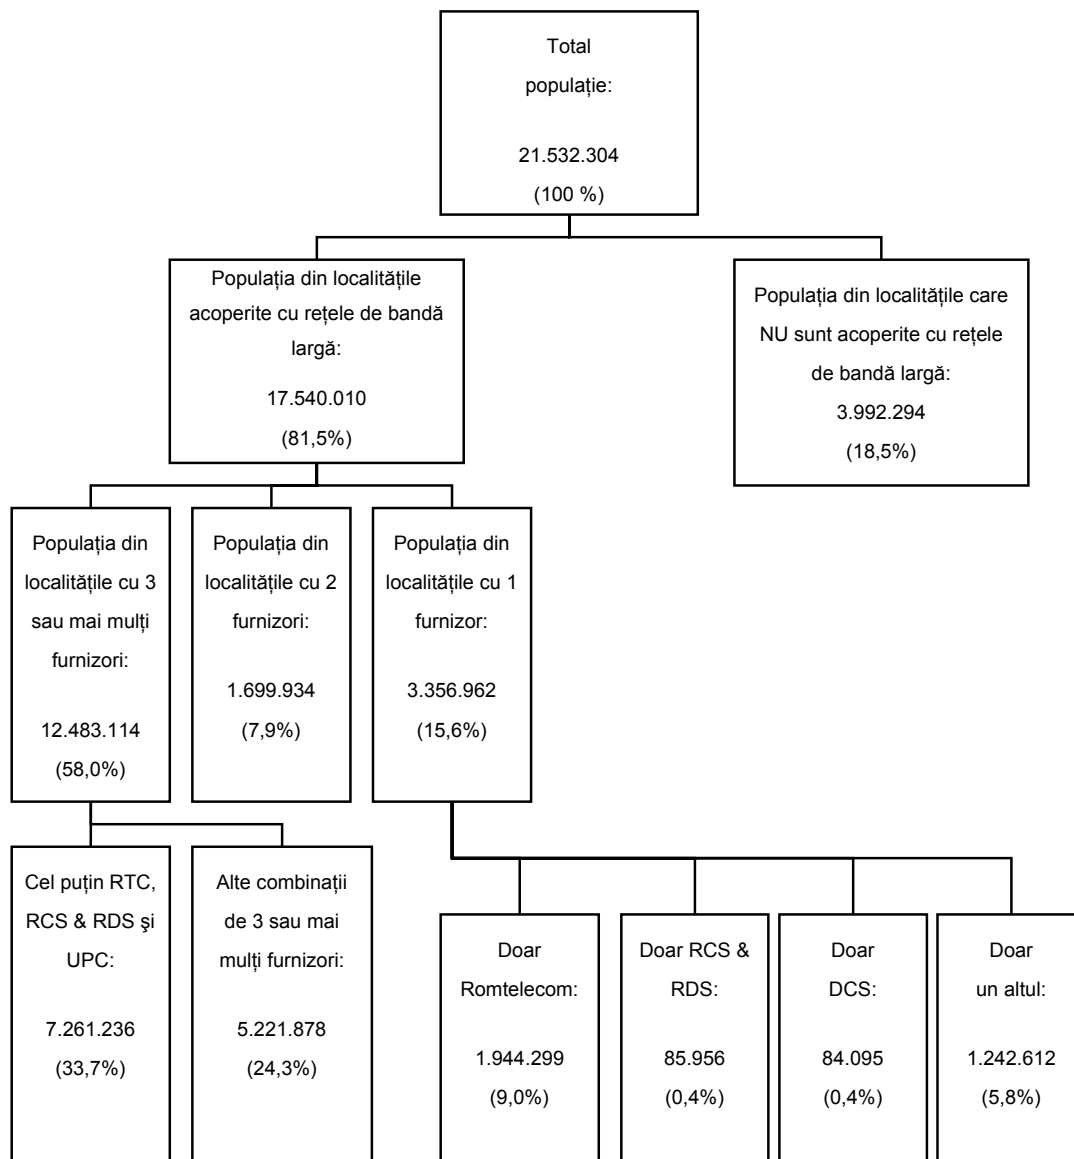 Total
populație:
21.532.304
(100 %)
Populația din localitățile
acoperite cu rețele de bandă
largă:
17.540.010
(81,5%)
Populația din localitățile care
NU sunt acoperite cu rețele
de bandă largă:
3.992.294
(18,5%)
Populația din
localitățile cu 3
sau mai mulți
furnizori:
12.483.114
(58,0%)
Populația din
localitățile cu 2
furnizori:
1.699.934
(7,9%)
Populația din
localitățile cu 1
furnizor:
3.356.962
(15,6%)
Cel puțin RTC,
RCS & RDS şi
UPC:
7.261.236
(33,7%)
Alte combinații
de 3 sau mai
mulți furnizori:
5.221.878
(24,3%)
Doar
Romtelecom:
1.944.299
(9,0%)
Doar RCS &
RDS:
85.956
(0,4%)
Doar
DCS:
84.095
(0,4%)
Doar
un altul:
1.242.612
(5,8%)